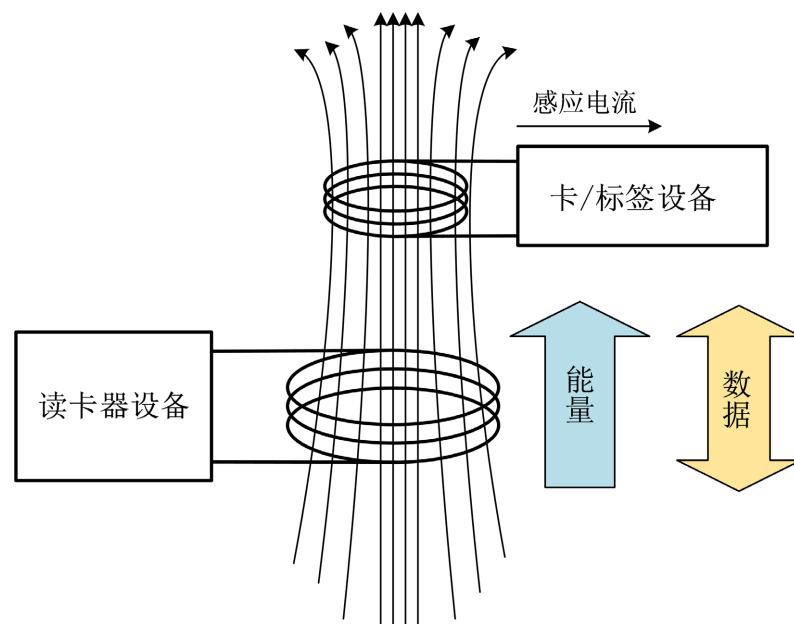 感应电流
卡/标签设备
读卡器设备
能量
数据